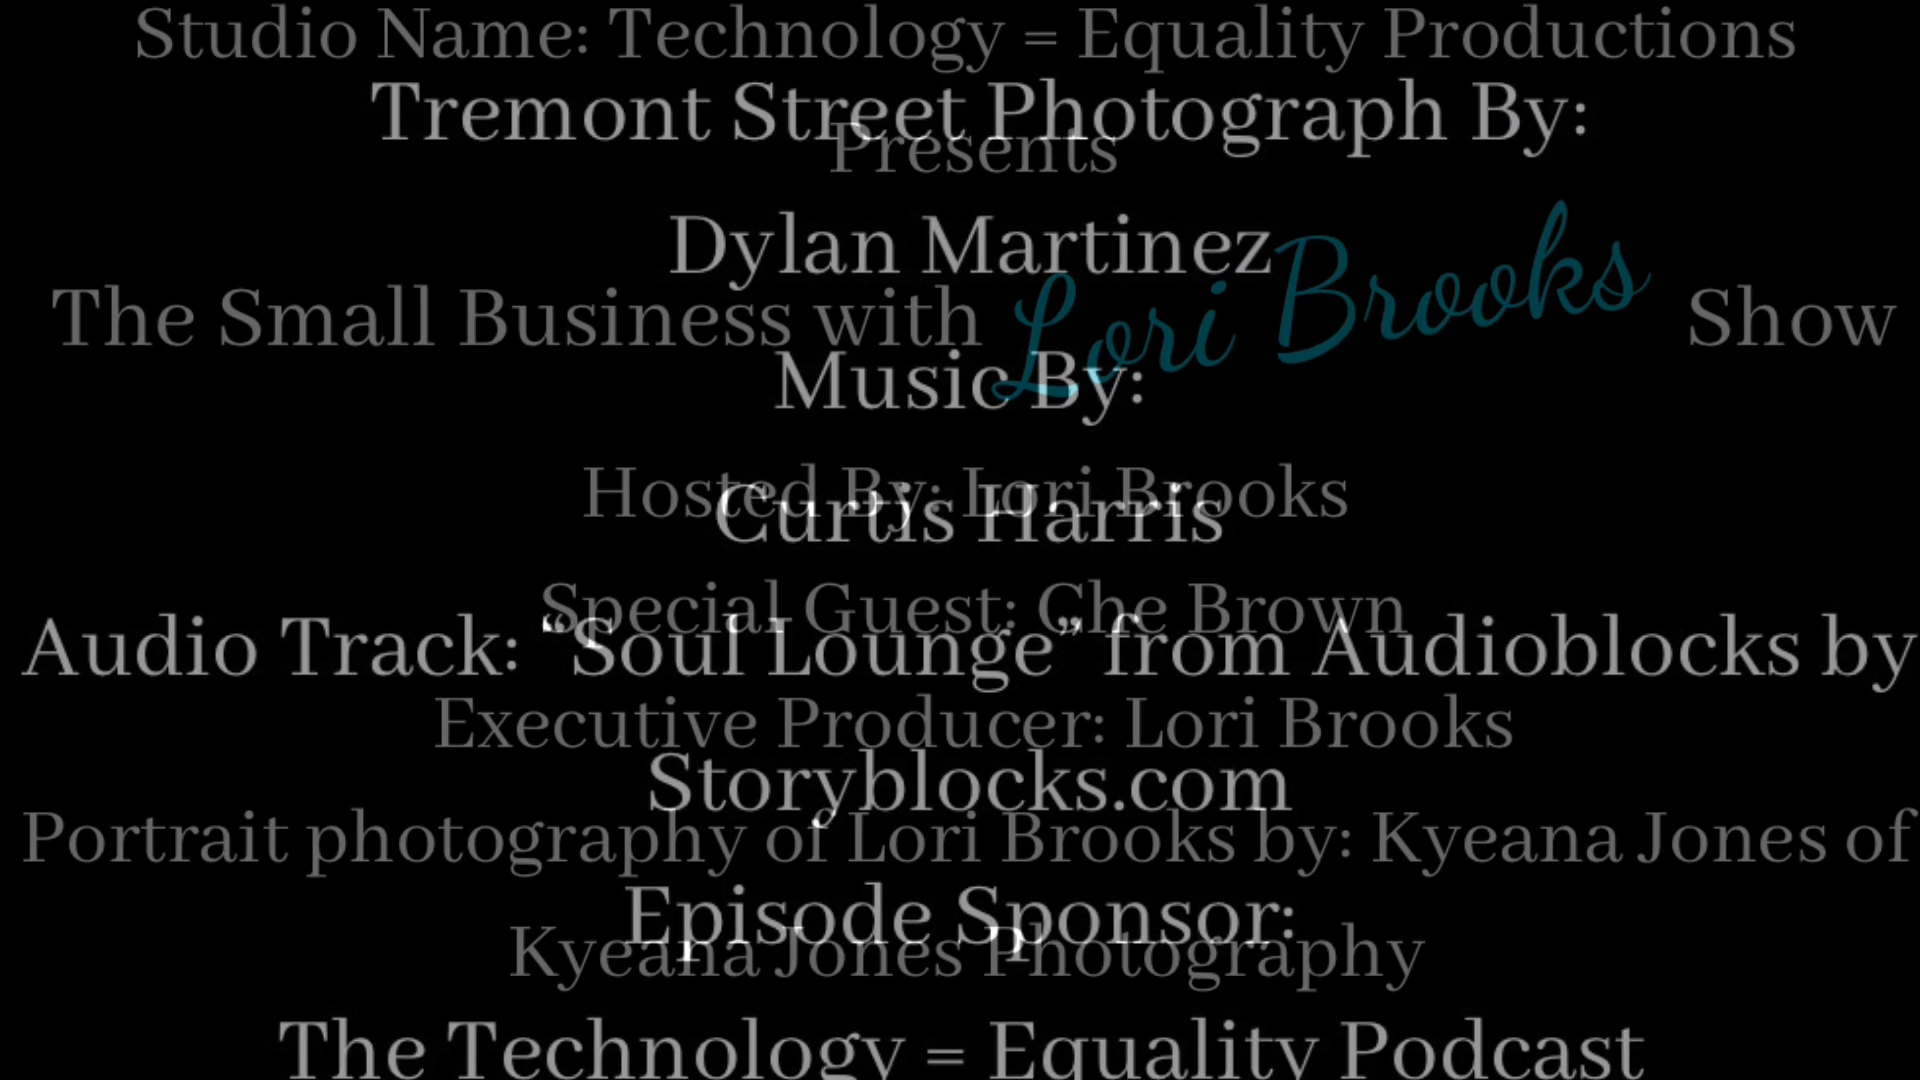 Studio Name: Technology = Equality Productions
Tremont Street Photograph By:
Presents
Dylan Martinez
The Small Business with Lori Brooks Show
Music By:
Hosted By: Lori Brooks
Curtis Harris
Special Guest: Che Brown
Audio Track: “Soul Lounge” from Audioblocks by
Executive Producer: Lori Brooks
Storyblocks.com
Portrait photography of Lori Brooks by: Kyeana Jones of
Episode Sponsor:
Kyeana Jones Photography
The Technology = Equality Podcast